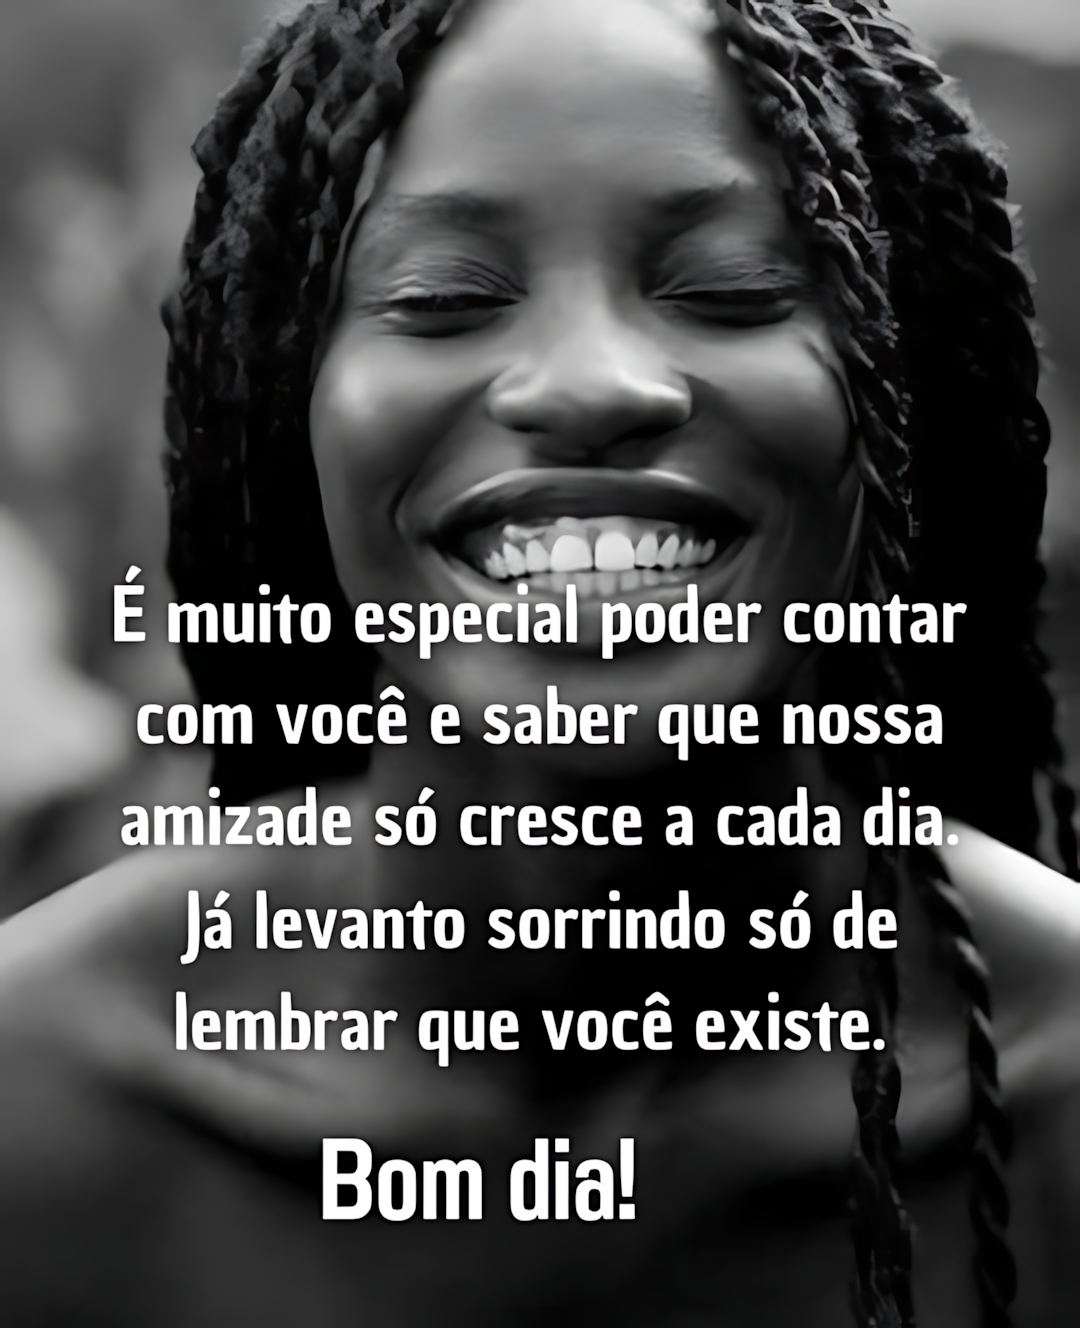 É muito especial poder contar
com você e saber que nossa
amizade só cresce a cada dia.
Já levanto sorrindo só de
lembrar que você existe.
Bom dia!